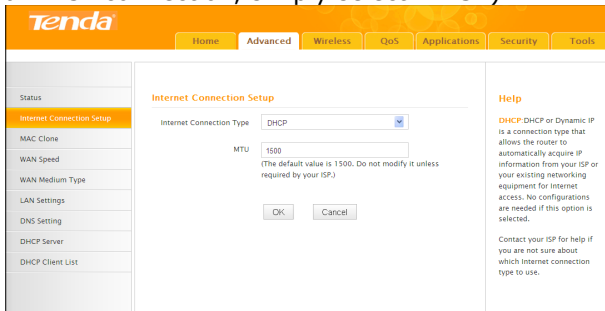 Tenda
Home Advanced Wireless QoS Applications Security Tools
Status
Internet Connection Setup
MAC Clone
WAN Speed
WAN Medium Type
LAN Settings
DNS Setting
DHCP Server
DHCP Client List
Internet Connection Setup
Internet Connection Type DHCP
MTU 1500
(The default value is 1500. Do not modify it unless
required by your ISP.)
OK Cancel
Help
DHCP:DHCP or Dynamic IP
is a connection type that
allows the router to
automatically acquire IP
information from your ISP or
your existing networking
equipment for Internet
access. No configurations
are needed if this option is
selected.
Contact your ISP for help if
you are not sure about
which Internet connection
type to use.